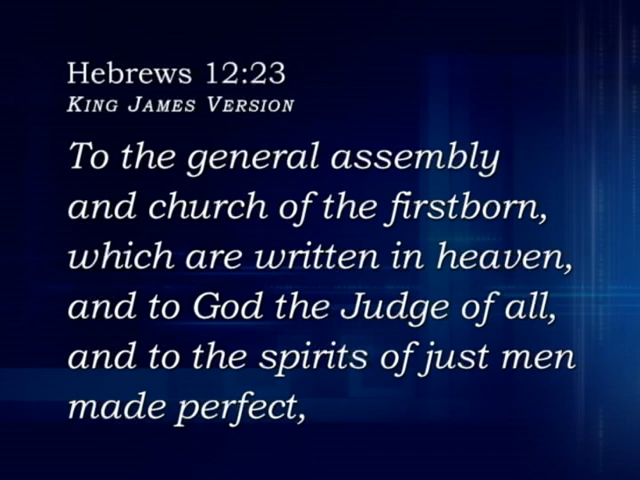 Hebrews 12:23
King James Version
To the general assembly
and church of the firstborn,
which are written in heaven,
and to God the Judge of all,
and to the spirits of just men
made perfect,